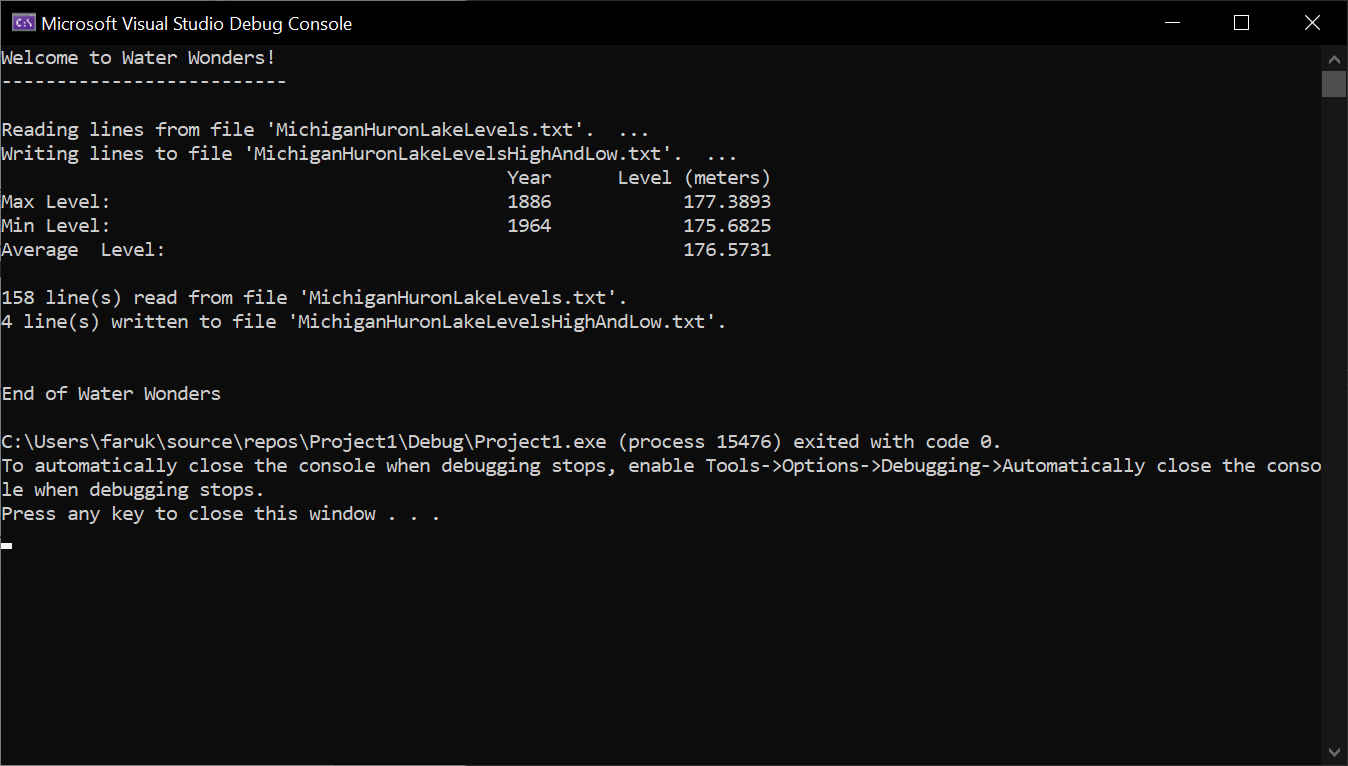 Microsoft Visual Studio Debug Console
Welcome to Water Wonders!
--------------------------
Reading lines from file 'MichiganHuronLakeLevels.txt'.  ...
Writing lines to file 'MichiganHuronLakeLevelsHighAndLow.txt'.  ...
                                              Year      Level (meters)
Max Level:                                    1886            177.3893
Min Level:                                    1964            175.6825
Average  Level:                                               176.5731
158 line(s) read from file 'MichiganHuronLakeLevels.txt'.
4 line(s) written to file 'MichiganHuronLakeLevelsHighAndLow.txt'.
End of Water Wonders
C:\Users\faruk\source\repos\Project1\Debug\Project1.exe (process 15476) exited with code 0.
To automatically close the console when debugging stops, enable Tools->Options->Debugging->Automatically close the conso
le when debugging stops.
Press any key to close this window . . .